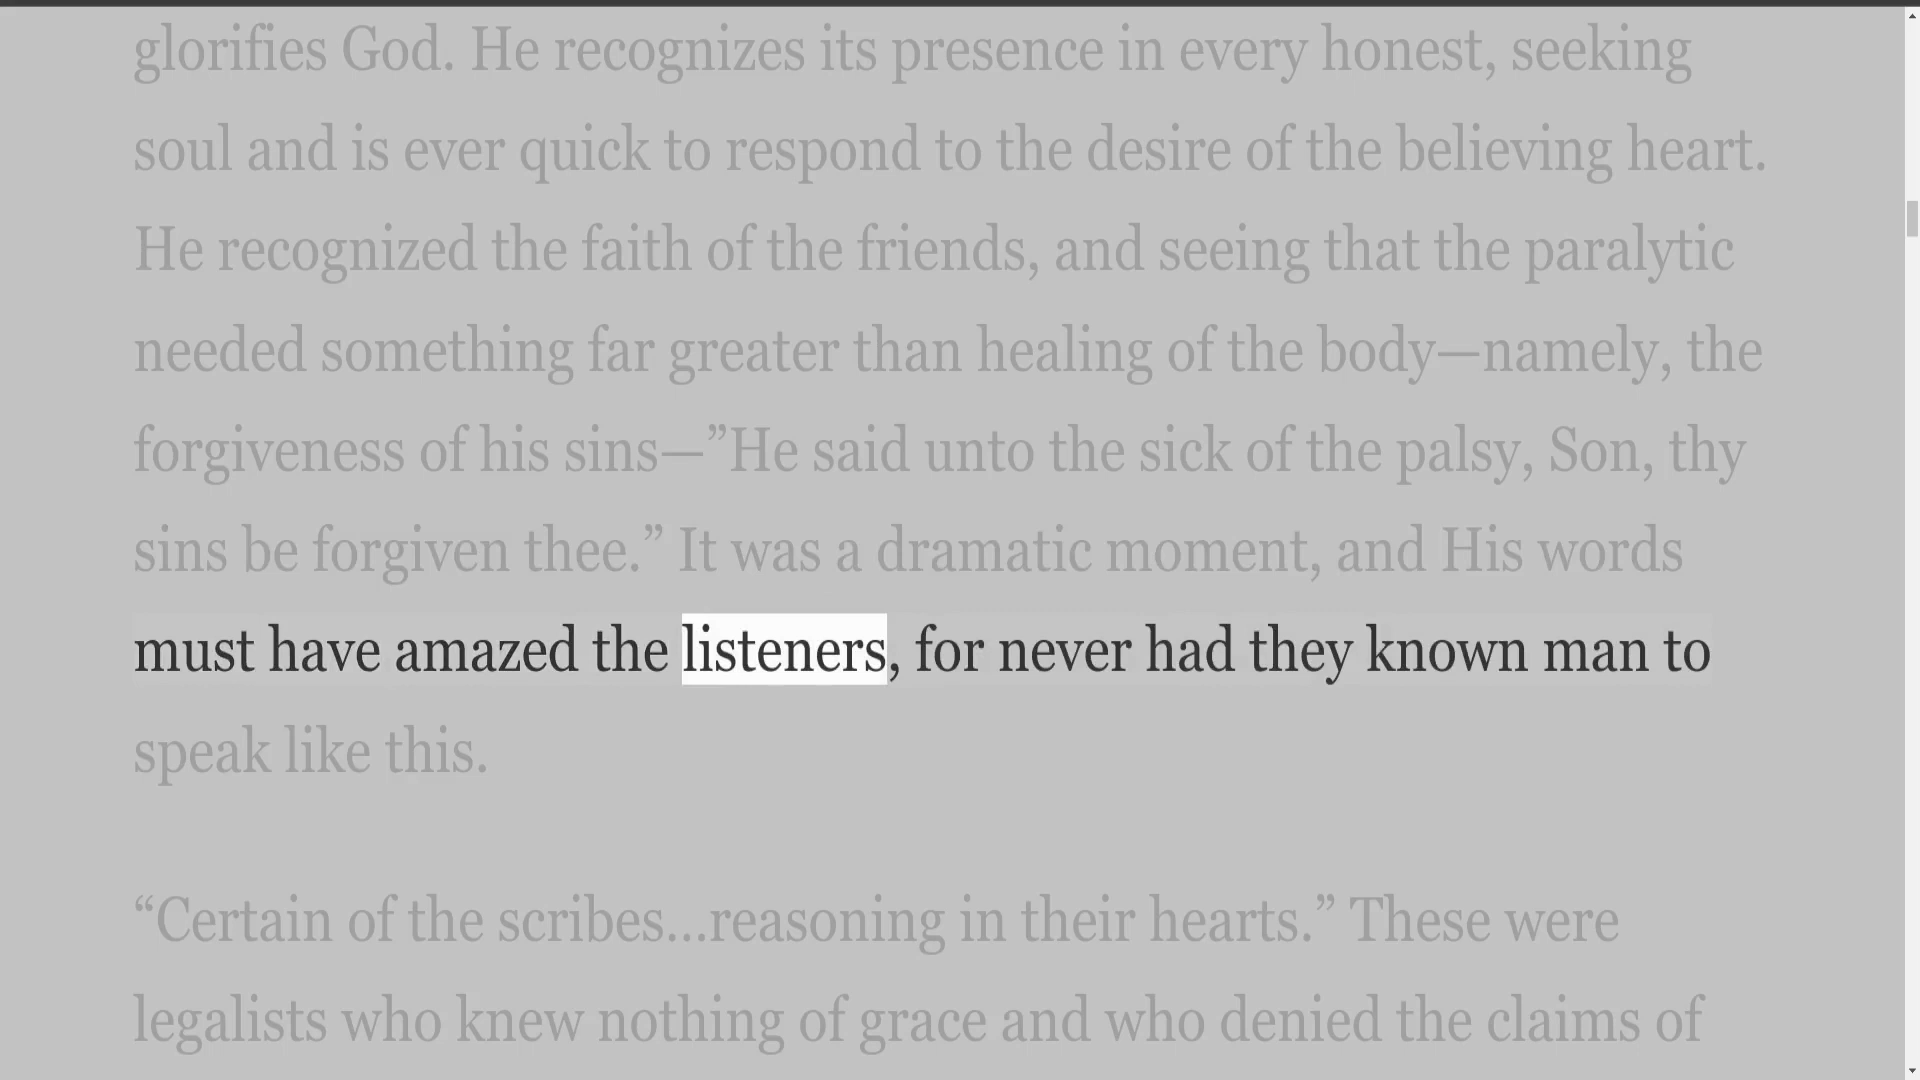 glorifies God. He recognizes its presence in every honest, seeking
soul and is ever quick to respond to the desire of the believing heart.
He recognized the faith of the friends, and seeing that the paralytic
needed something far greater than healing of the body—namely, the
forgiveness of his sins—”He said unto the sick of the palsy, Son, thy
sins be forgiven thee.” It was a dramatic moment, and His words
must have amazed the listeners, for never had they known man to
speak like this.
“Certain of the scribes...reasoning in their hearts.” These were
legalists who knew nothing of grace and who denied the claims of